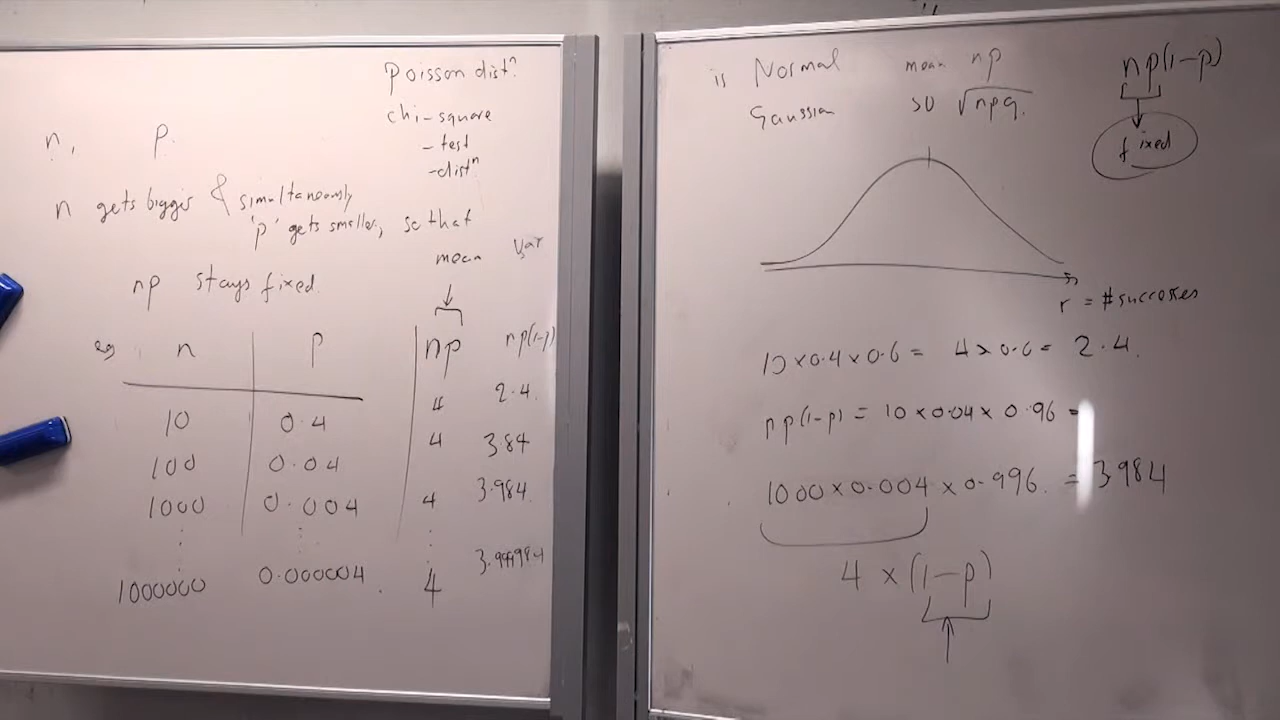 Poisson distⁿ
chi-square
- test
- distⁿ
n, p.
n gets bigger & simultaneously
'p' gets smaller, so that
np stays fixed.
mean var
eg n p np np(1-p)
10 0.4 4 2.4.
100 0.04 4 3.84
1000 0.004 4 3.984.
1000000 0.000004. 4
is Normal mean np
Gaussian SD √npq.
np(1-p)
fixed
r = #successes
10 × 0.4 × 0.6 = 4 × 0.6 = 2.4.
np(1-p) = 10 × 0.04 × 0.96 =
1000 × 0.004 × 0.996. = 3.984
4 × (1-p)